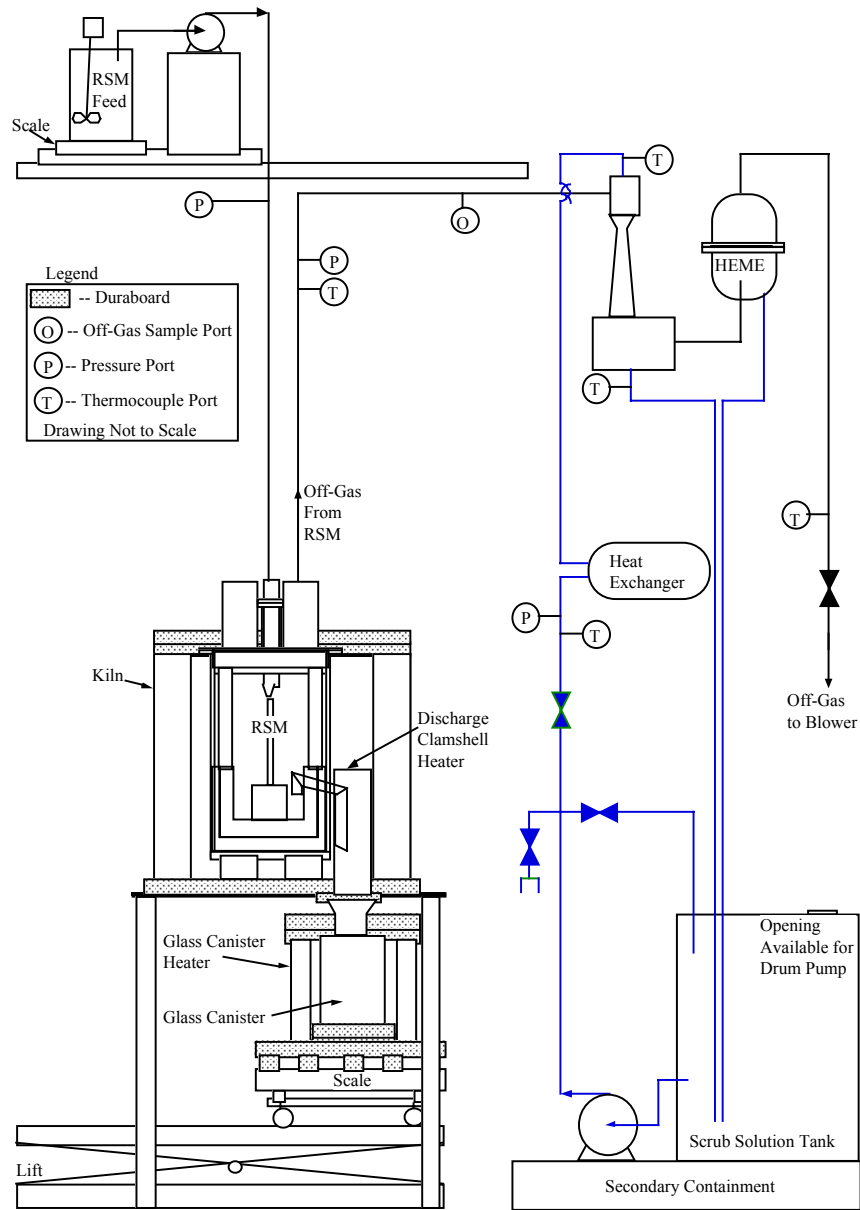 RSM
Feed
Scale
T
P
O
HEME
P
T
Legend
-- Duraboard
O -- Off-Gas Sample Port
P -- Pressure Port
T -- Thermocouple Port
Drawing Not to Scale
T
Off-Gas
From
RSM
T
Heat
Exchanger
P
T
Kiln
RSM
Discharge
Clamshell
Heater
Off-Gas
to Blower
Glass Canister
Heater
Glass Canister
Scale
Opening
Available for
Drum Pump
Scrub Solution Tank
Lift
Secondary Containment